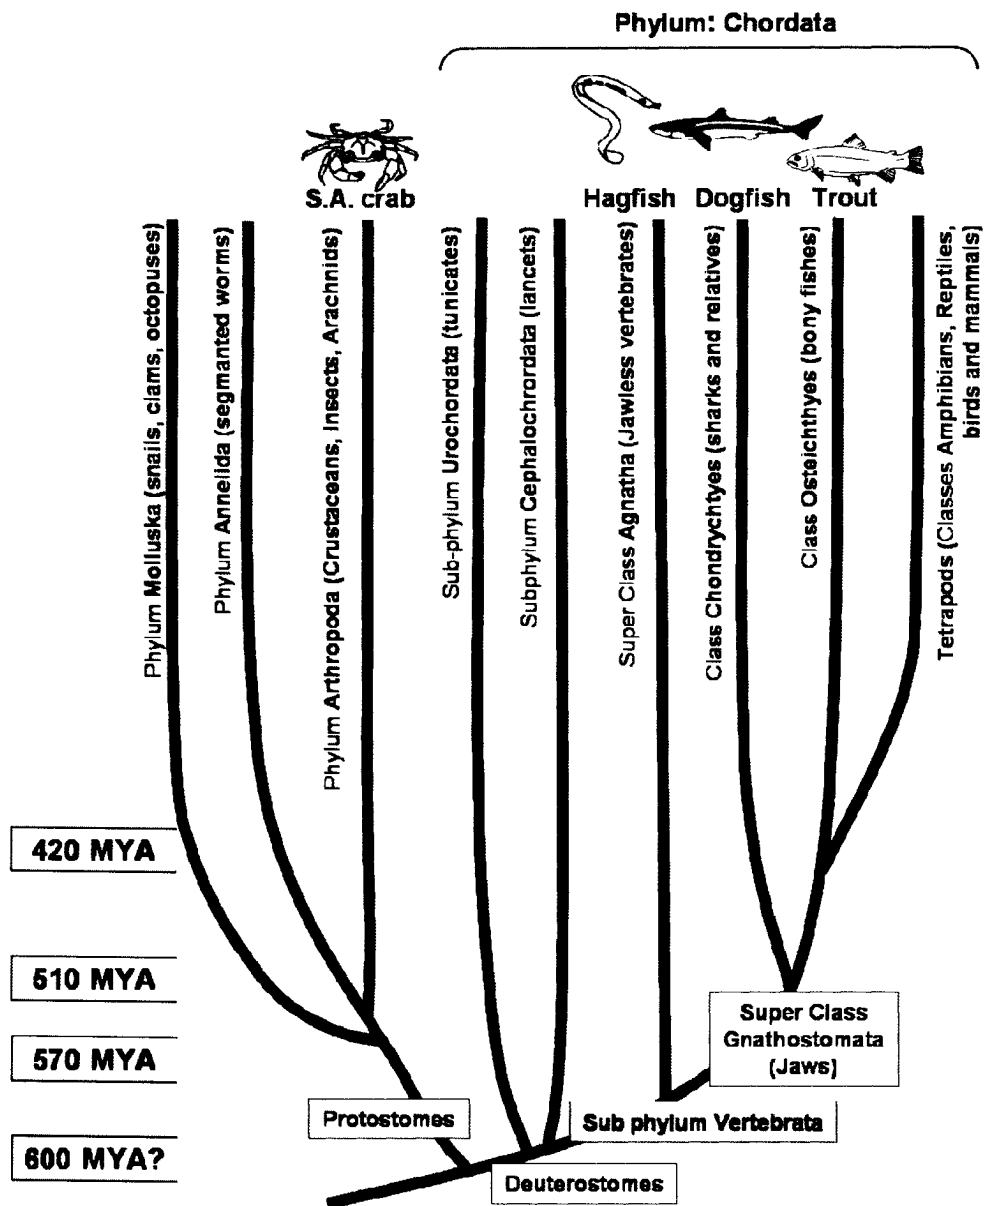 Phylum: Chordata
S.A. crab
Hagfish
Dogfish
Trout
Phylum Molluska (snails, clams, octopuses)
Phylum Annelida (segmanted worms)
Phylum Arthropoda (Crustaceans, Insects, Arachnids)
Sub-phylum Urochordata (tunicates)
Subphylum Cephalochrordata (lancets)
Super Class Agnatha (Jawless vertebrates)
Class Chondrychtyes (sharks and relatives)
Class Osteichthyes (bony fishes)
Tetrapods (Classes Amphibians, Reptiles,
birds and mammals)
420 MYA
510 MYA
570 MYA
600 MYA?
Super Class
Gnathostomata
(Jaws)
Protostomes
Sub phylum Vertebrata
Deuterostomes